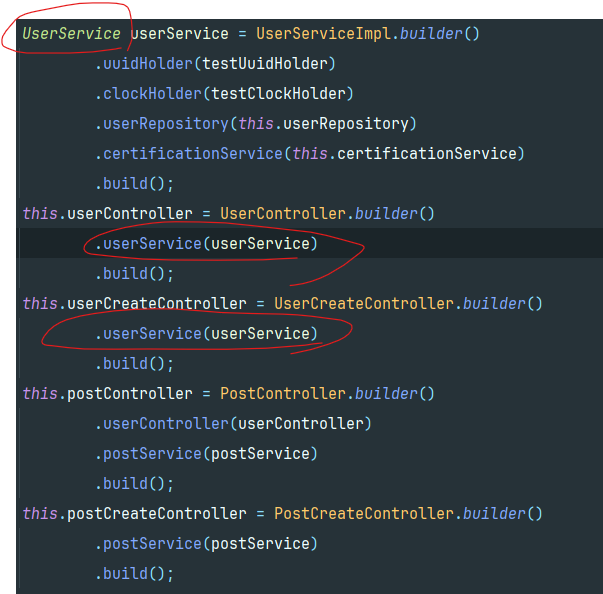 UserService userService = UserServiceImpl.builder()
.uuidHolder(testUuidHolder)
.clockHolder(testClockHolder)
.userRepository(this.userRepository)
.certificationService(this.certificationService)
.build();
this.userController = UserController.builder()
.userService(userService)
.build();
this.userCreateController = UserCreateController.builder()
.userService(userService)
.build();
this.postController = PostController.builder()
.userController(userController)
.postService(postService)
.build();
this.postCreateController = PostCreateController.builder()
.postService(postService)
.build();